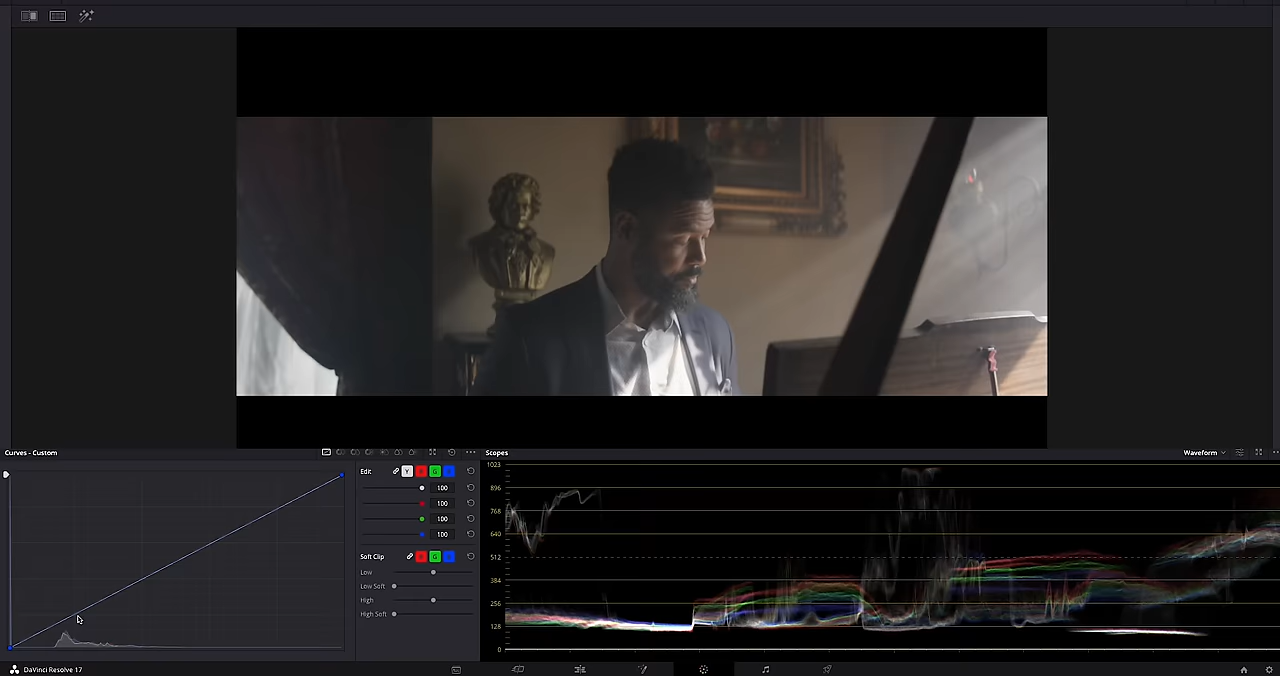 Curves - Custom
Edit
Y
100
100
100
100
Soft Clip
Low
Low Soft
High
High Soft
Scopes
Waveform
1023
896
768
640
512
384
256
128
0
DaVinci Resolve 17